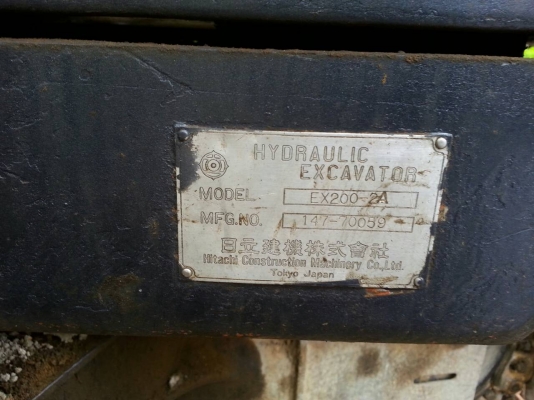 HYDRAULIC
EXCAVATOR
MODEL EX200-2A
MFG.NO. 147-70059
日立建機株式會社
Hitachi Construction Machinery Co.,Ltd.
Tokyo Japan